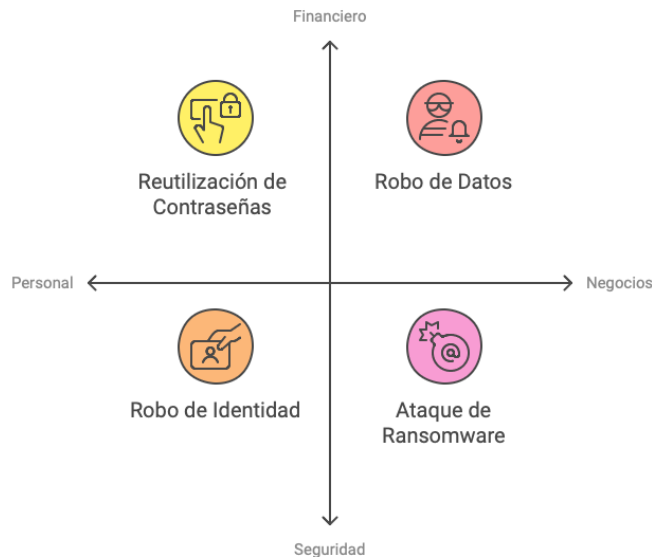 Financiero
Reutilización de
Contraseñas
Robo de Datos
Personal
Negocios
Robo de Identidad
Ataque de
Ransomware
@
Seguridad